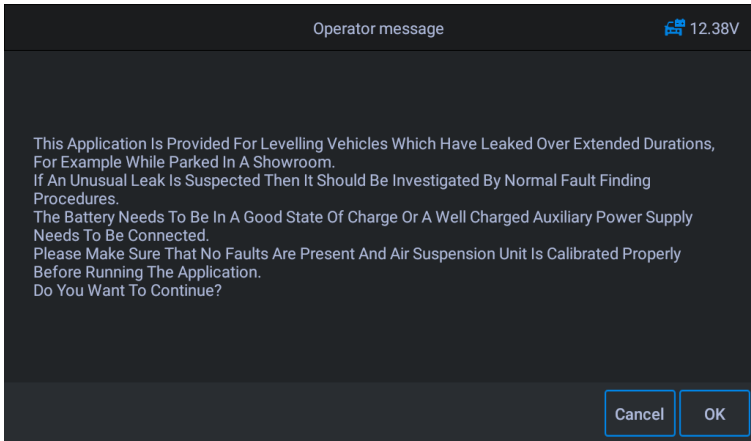 Operator message
12.38V
This Application Is Provided For Levelling Vehicles Which Have Leaked Over Extended Durations,
For Example While Parked In A Showroom.
If An Unusual Leak Is Suspected Then It Should Be Investigated By Normal Fault Finding
Procedures.
The Battery Needs To Be In A Good State Of Charge Or A Well Charged Auxiliary Power Supply
Needs To Be Connected.
Please Make Sure That No Faults Are Present And Air Suspension Unit Is Calibrated Properly
Before Running The Application.
Do You Want To Continue?
Cancel
OK